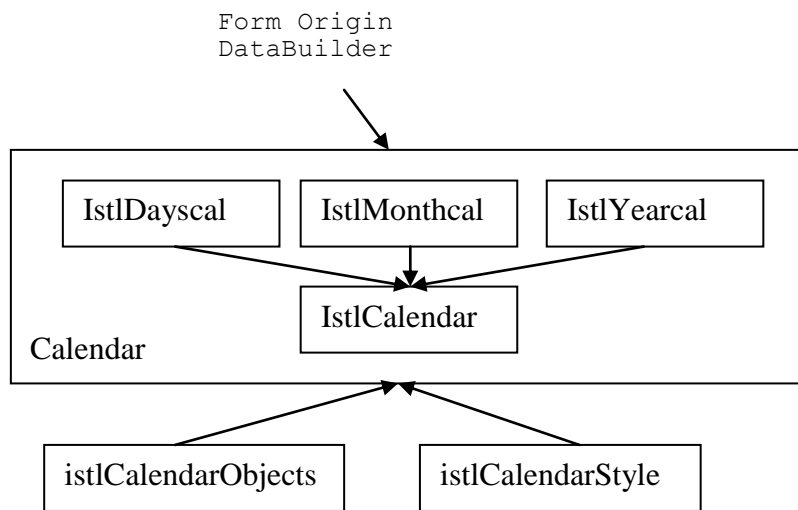 Form Origin
DataBuilder
IstlDayscal
IstlMonthcal
IstlYearcal
IstlCalendar
Calendar
istlCalendarObjects
istlCalendarStyle